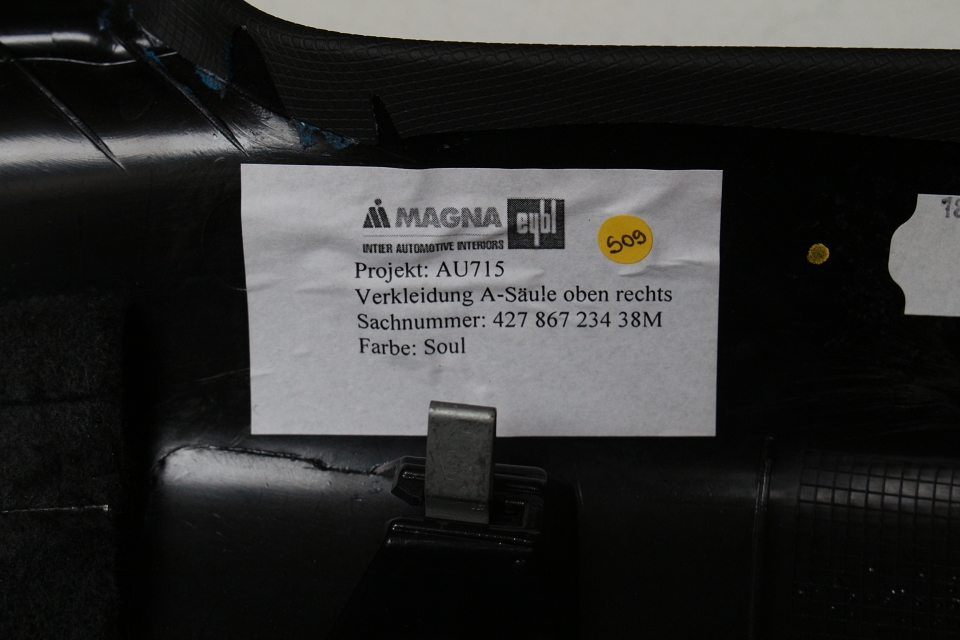 MAGNA eybl
INTIER AUTOMOTIVE INTERIORS
509
Projekt: AU715
Verkleidung A-Säule oben rechts
Sachnummer: 427 867 234 38M
Farbe: Soul
18